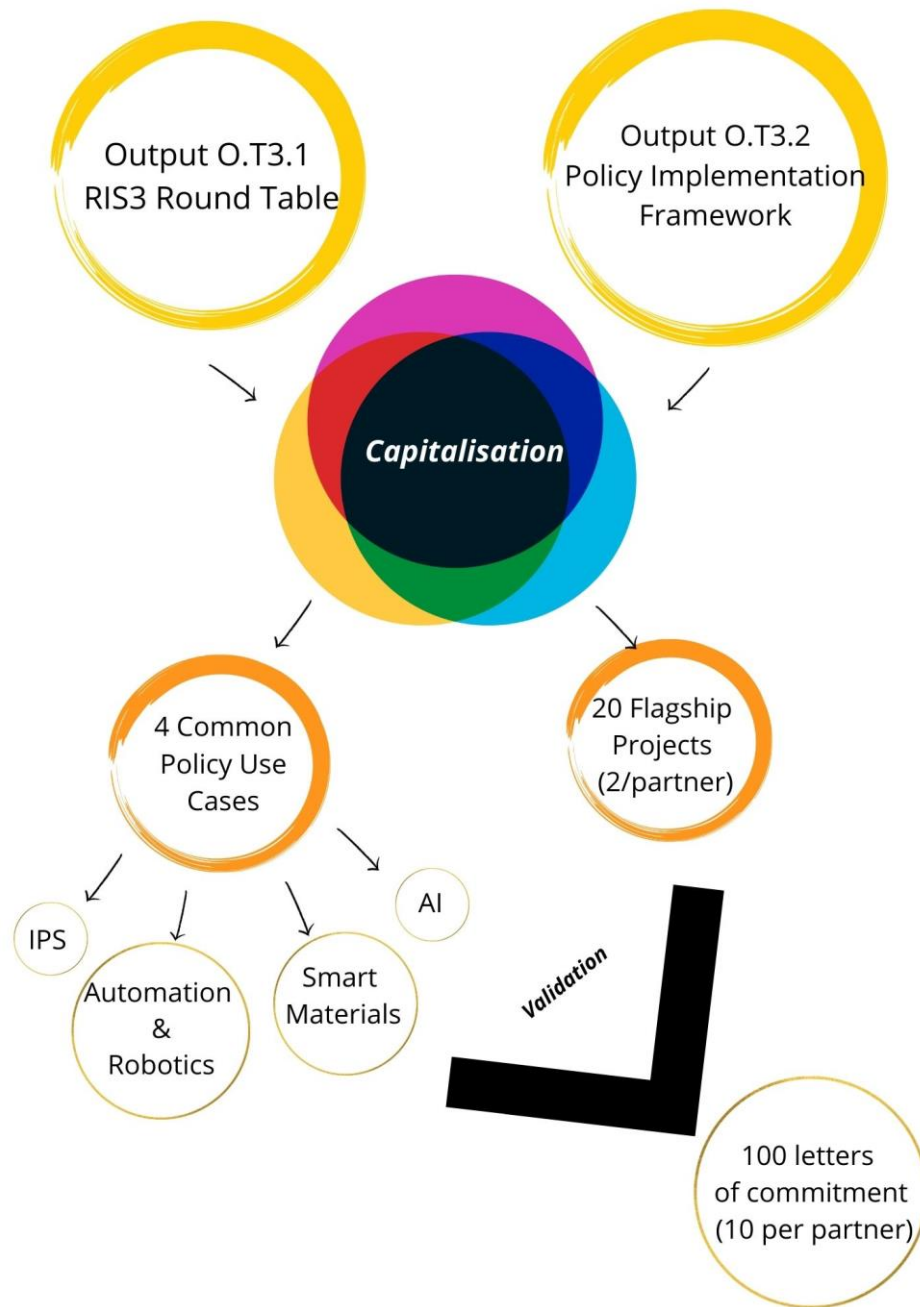 Output O.T3.1
RIS3 Round Table
Output O.T3.2
Policy Implementation
Framework
Capitalisation
4 Common
Policy Use
Cases
20 Flagship
Projects
(2/partner)
IPS
Automation
&
Robotics
Smart
Materials
AI
Validation
100 letters
of commitment
(10 per partner)